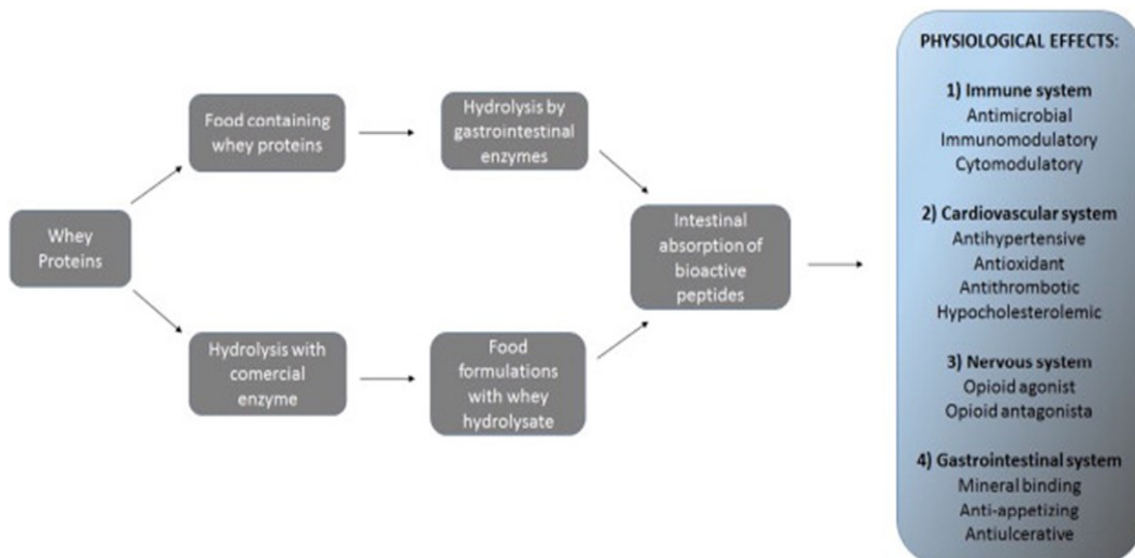 Whey
Proteins
Food containing
whey proteins
Hydrolysis by
gastrointestinal
enzymes
Hydrolysis with
comercial
enzyme
Food
formulations
with whey
hydrolysate
Intestinal
absorption of
bioactive
peptides
PHYSIOLOGICAL EFFECTS:
1) Immune system
Antimicrobial
Immunomodulatory
Cytomodulatory
2) Cardiovascular system
Antihypertensive
Antioxidant
Antithrombotic
Hypocholesterolemic
3) Nervous system
Opioid agonist
Opioid antagonista
4) Gastrointestinal system
Mineral binding
Anti-appetizing
Antiulcerative